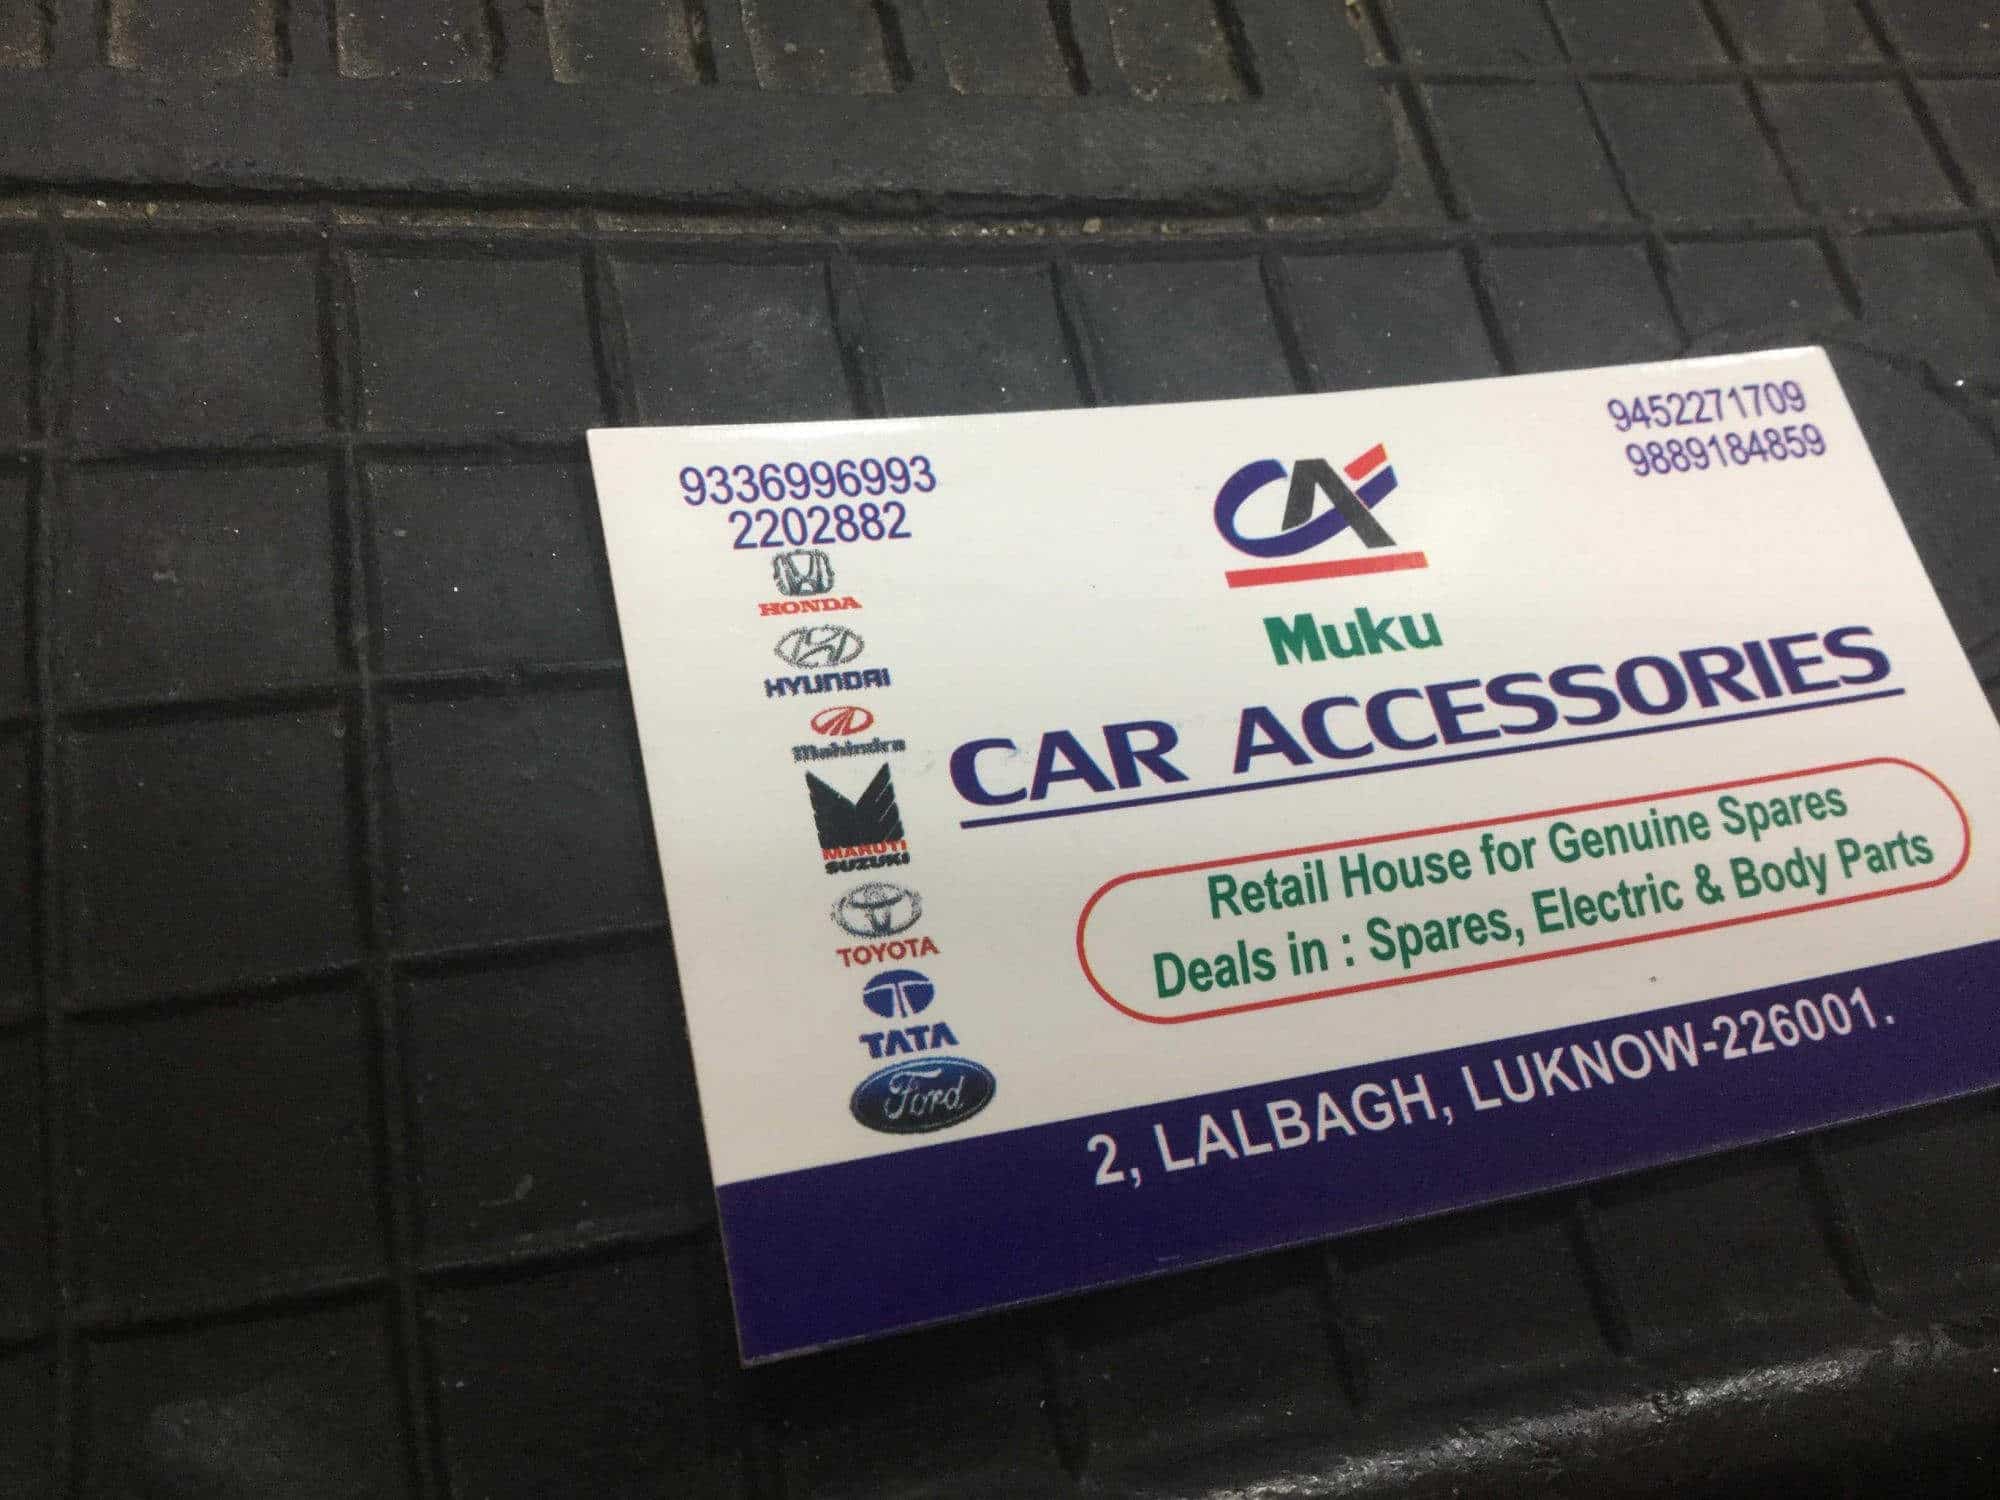 9336996993
2202882
9452271709
9889184859
CA
Muku
CAR ACCESSORIES
HONDA
HYUNDAI
Mahindra
MARUTI
SUZUKI
TOYOTA
TATA
Ford
Retail House for Genuine Spares
Deals in : Spares, Electric & Body Parts
2, LALBAGH, LUKNOW-226001.